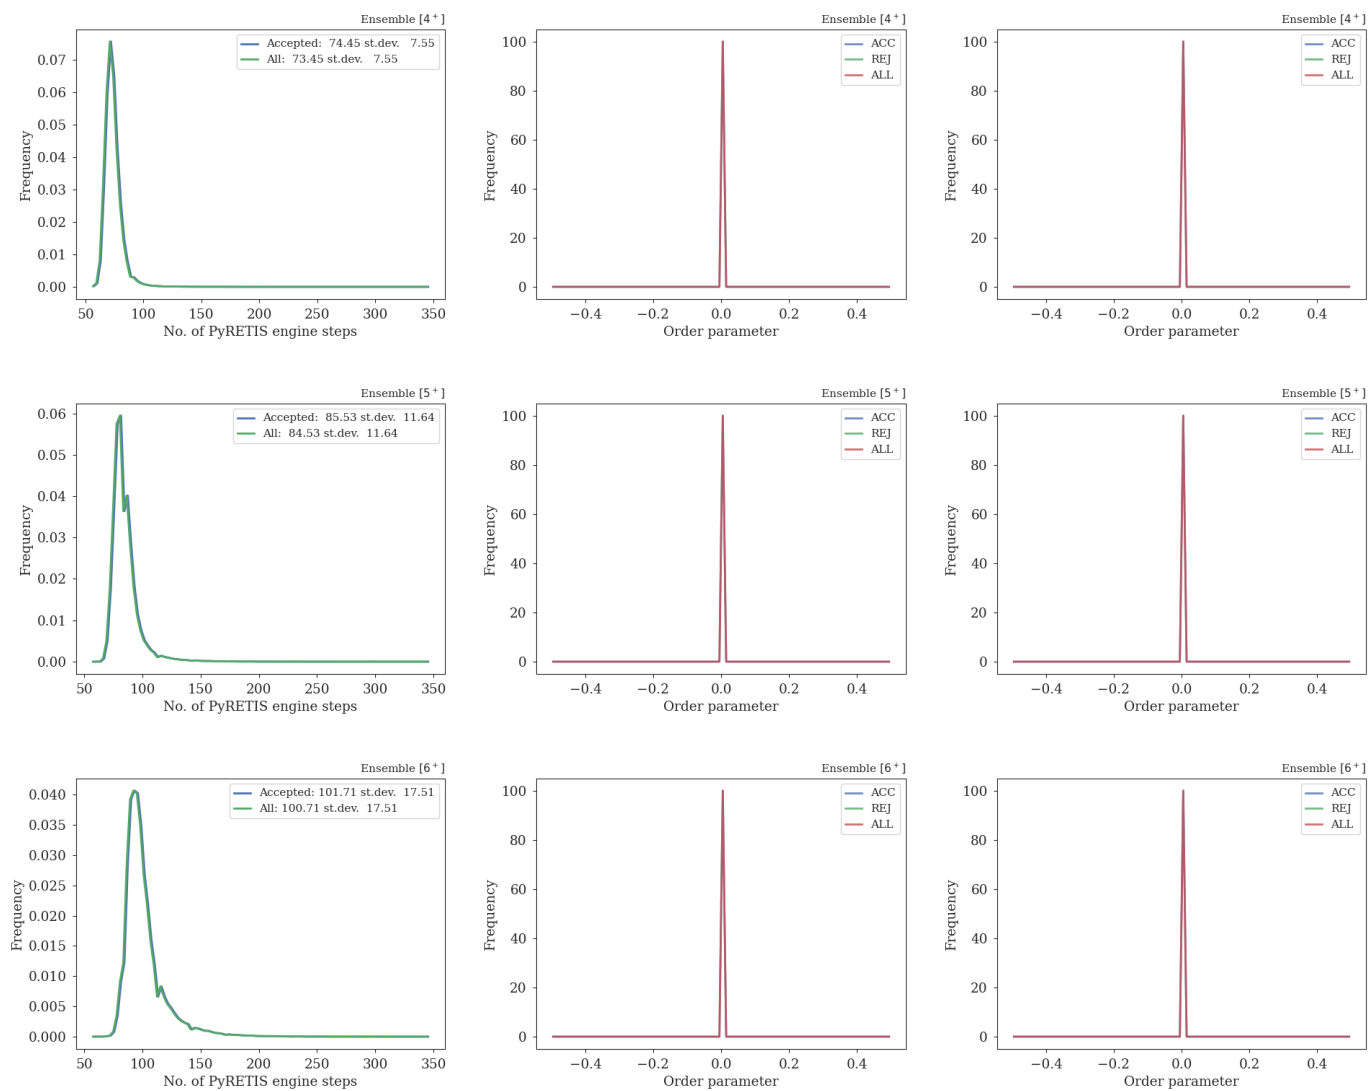 Ensemble [4⁺]
Accepted:  74.45 st.dev.   7.55
All:  73.45 st.dev.   7.55
0.07
0.06
0.05
0.04
0.03
0.02
0.01
0.00
Frequency
50 100 150 200 250 300 350
No. of PyRETIS engine steps
Ensemble [4⁺]
ACC
REJ
ALL
100
80
60
40
20
0
Frequency
−0.4 −0.2 0.0 0.2 0.4
Order parameter
Ensemble [4⁺]
ACC
REJ
ALL
100
80
60
40
20
0
Frequency
−0.4 −0.2 0.0 0.2 0.4
Order parameter
Ensemble [5⁺]
Accepted:  85.53 st.dev.  11.64
All:  84.53 st.dev.  11.64
0.06
0.05
0.04
0.03
0.02
0.01
0.00
Frequency
50 100 150 200 250 300 350
No. of PyRETIS engine steps
Ensemble [5⁺]
ACC
REJ
ALL
100
80
60
40
20
0
Frequency
−0.4 −0.2 0.0 0.2 0.4
Order parameter
Ensemble [5⁺]
ACC
REJ
ALL
100
80
60
40
20
0
Frequency
−0.4 −0.2 0.0 0.2 0.4
Order parameter
Ensemble [6⁺]
Accepted: 101.71 st.dev.  17.51
All: 100.71 st.dev.  17.51
0.040
0.035
0.030
0.025
0.020
0.015
0.010
0.005
0.000
Frequency
50 100 150 200 250 300 350
No. of PyRETIS engine steps
Ensemble [6⁺]
ACC
REJ
ALL
100
80
60
40
20
0
Frequency
−0.4 −0.2 0.0 0.2 0.4
Order parameter
Ensemble [6⁺]
ACC
REJ
ALL
100
80
60
40
20
0
Frequency
−0.4 −0.2 0.0 0.2 0.4
Order parameter